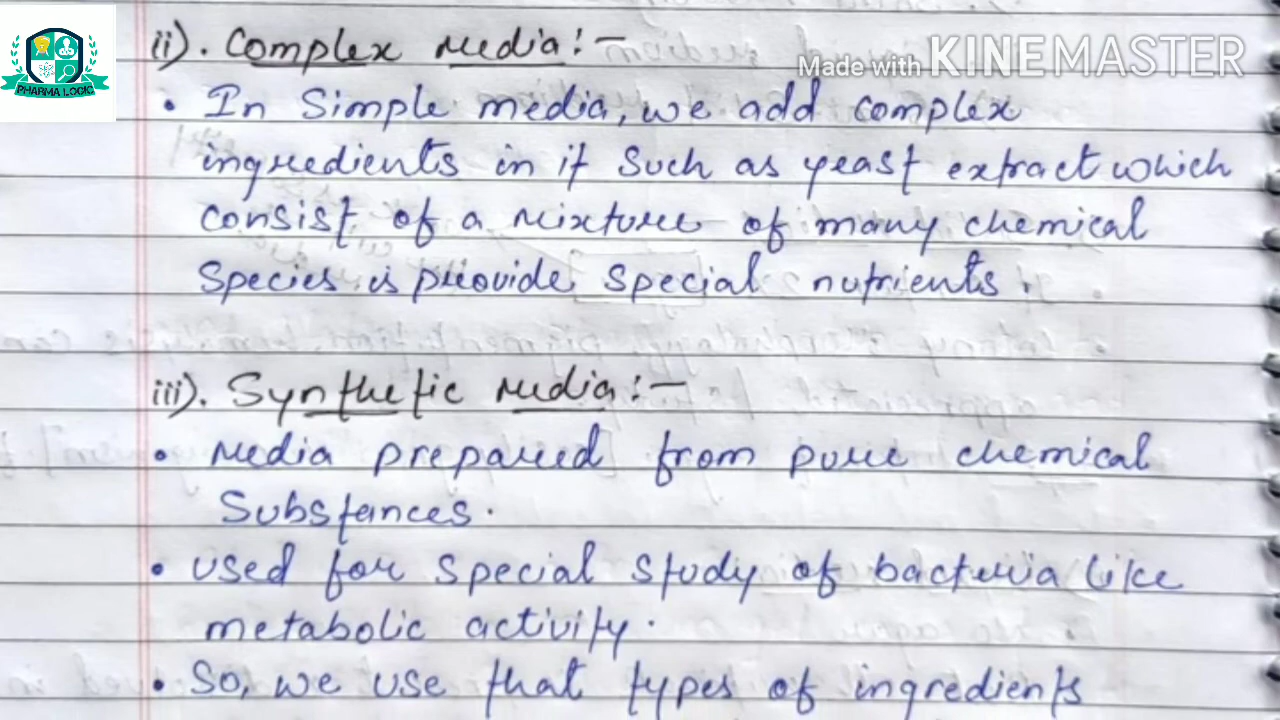 PHARMA LOGIC
Made with KINEMASTER
ii). Complex Media:-
• In Simple media, we add complex
ingredients in it Such as yeast extract which
consist of a mixture of many chemical
Species & provide special nutrients.
iii). Synthetic Media:-
• Media prepared from pure chemical
Substances.
• used for special study of bacteria like
metabolic activity.
• So, we use that types of ingredients